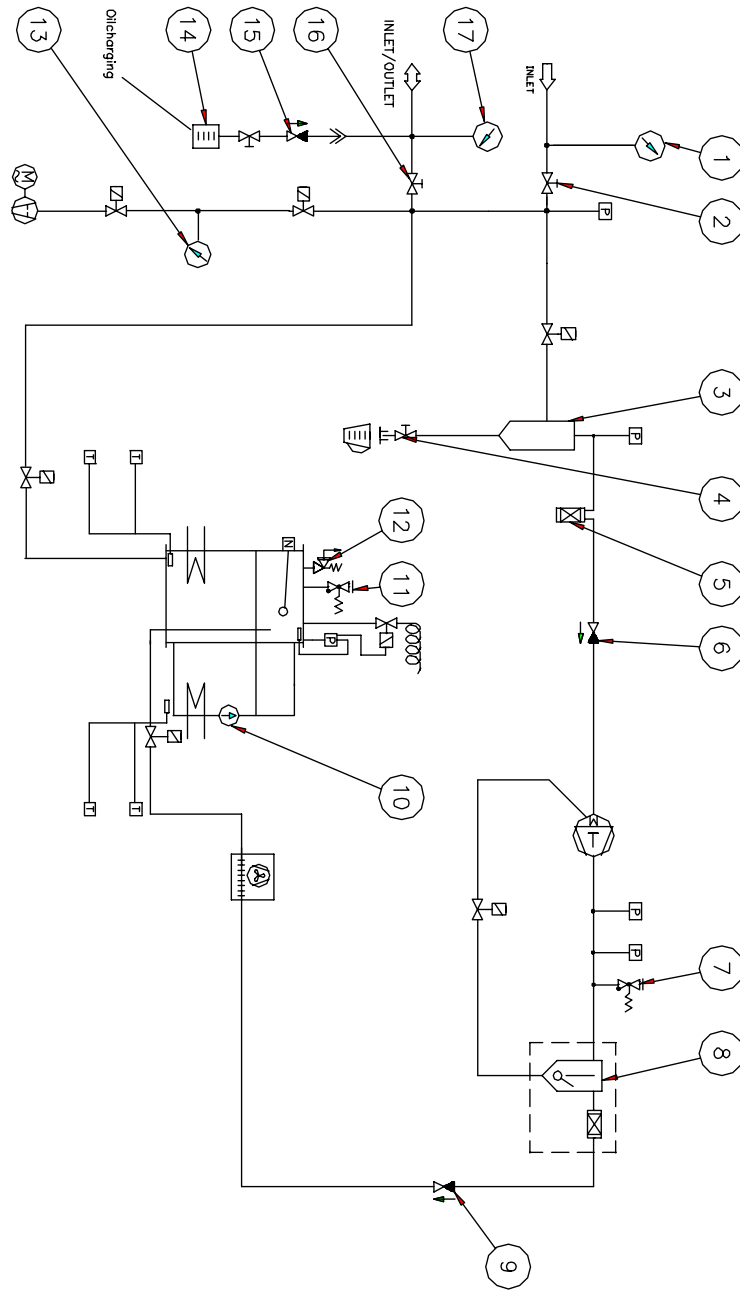 1 2 3 4 5 6 7 8
P P P
P
INLET
9
17
12 11 10
INLET/OUTLET
P
16
N
15
14
T T
Oilcharging
T T
13
M